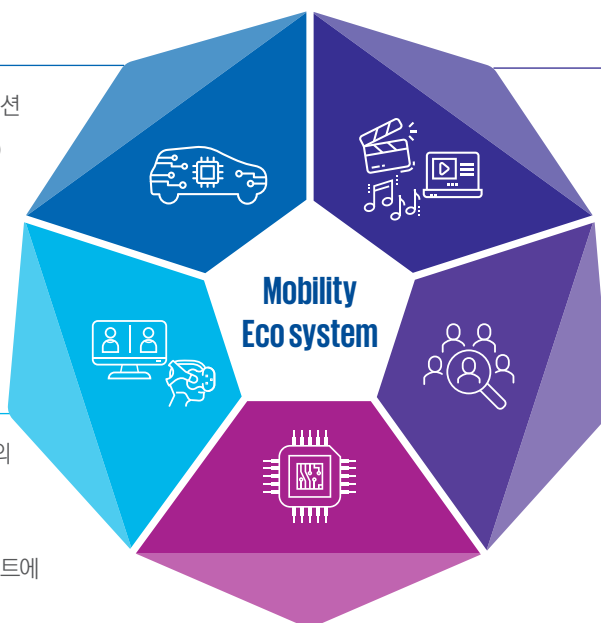 션
Mobility
Eco system
의
트에